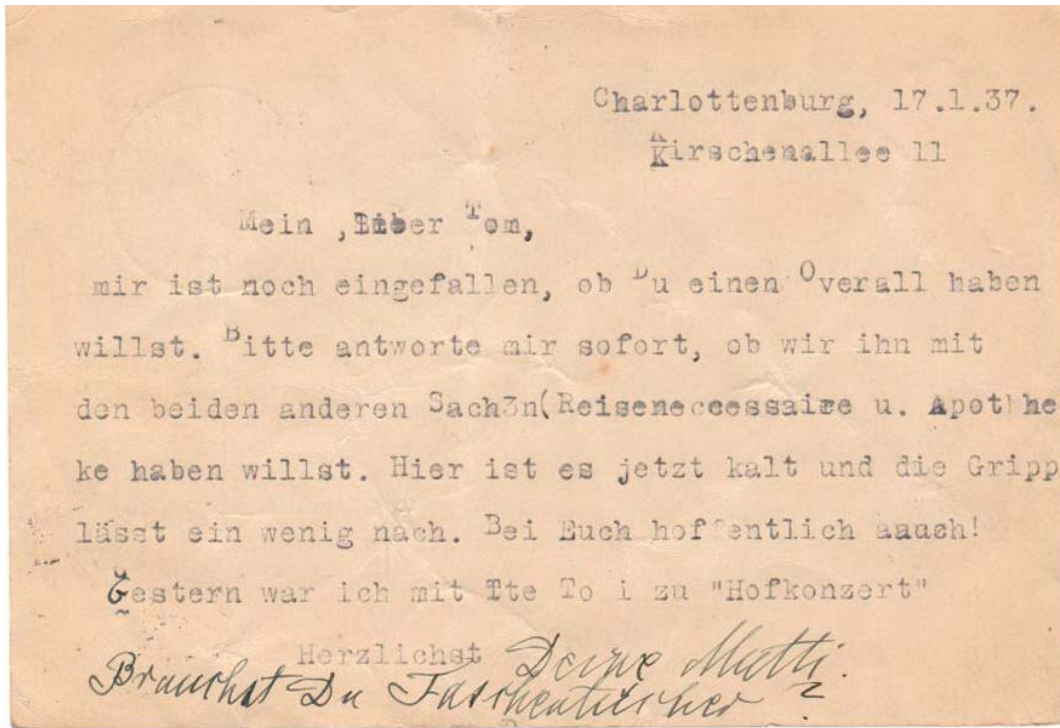 Charlottenburg, 17.1.37.
Kirschenallee 11
Mein ,lieber Tom,
mir ist noch eingefallen, ob Du einen Overall haben
willst. Bitte antworte mir sofort, ob wir ihn mit
den beiden anderen Sach3n(Reiseneccessaire u. Apothe
ke haben willst. Hier ist es jetzt kalt und die Gripp
lässt ein wenig nach. Bei Euch hoffentlich aauch!
Gestern war ich mit Tte To i zu "Hofkonzert"
Herzlichst Deine Mutti.
Brauchst Du Taschentücher?